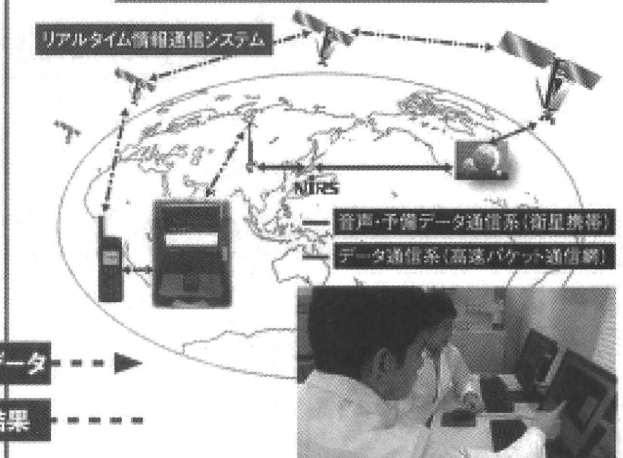 リアルタイム情報通信システム
NIRS
音声・予備データ通信系(衛星携帯)
データ通信系(高速パケット通信網)
データ
結果